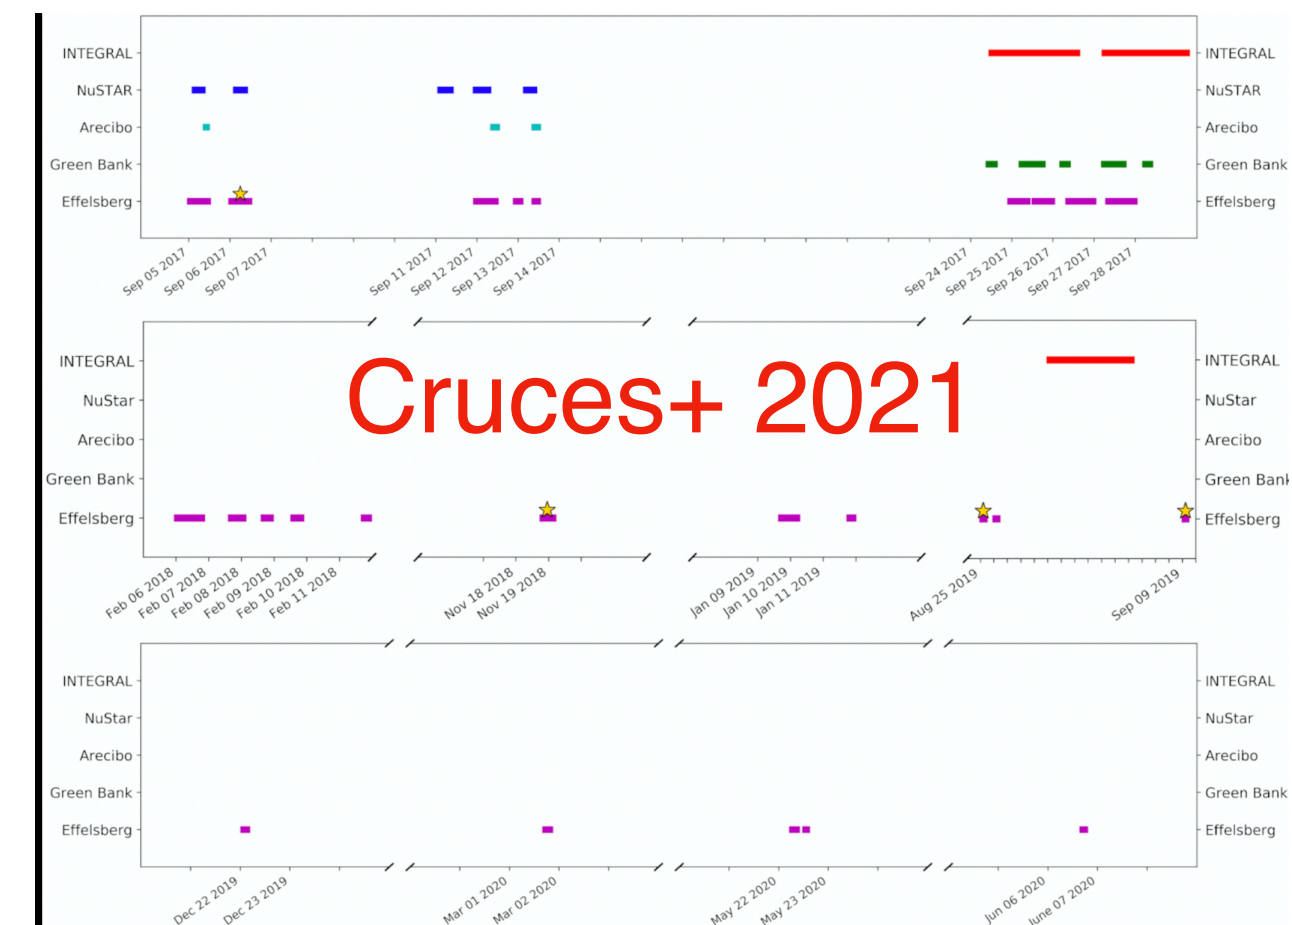 INTEGRAL INTEGRAL
NuSTAR NuSTAR
Arecibo Arecibo
Green Bank Green Bank
Effelsberg Effelsberg
Sep 05 2017 Sep 06 2017 Sep 07 2017 Sep 11 2017 Sep 12 2017 Sep 13 2017 Sep 14 2017 Sep 24 2017 Sep 25 2017 Sep 26 2017 Sep 27 2017 Sep 28 2017
INTEGRAL INTEGRAL
Cruces+ 2021
NuStar NuStar
Arecibo Arecibo
Green Bank Green Bank
Effelsberg Effelsberg
Feb 06 2018 Feb 07 2018 Feb 08 2018 Feb 09 2018 Feb 10 2018 Feb 11 2018 Nov 18 2018 Nov 19 2018 Jan 09 2019 Jan 10 2019 Jan 11 2019 Aug 25 2019 Sep 09 2019
INTEGRAL INTEGRAL
NuStar NuStar
Arecibo Arecibo
Green Bank Green Bank
Effelsberg Effelsberg
Dec 22 2019 Dec 23 2019 Mar 01 2020 Mar 02 2020 May 22 2020 May 23 2020 Jun 06 2020 June 07 2020